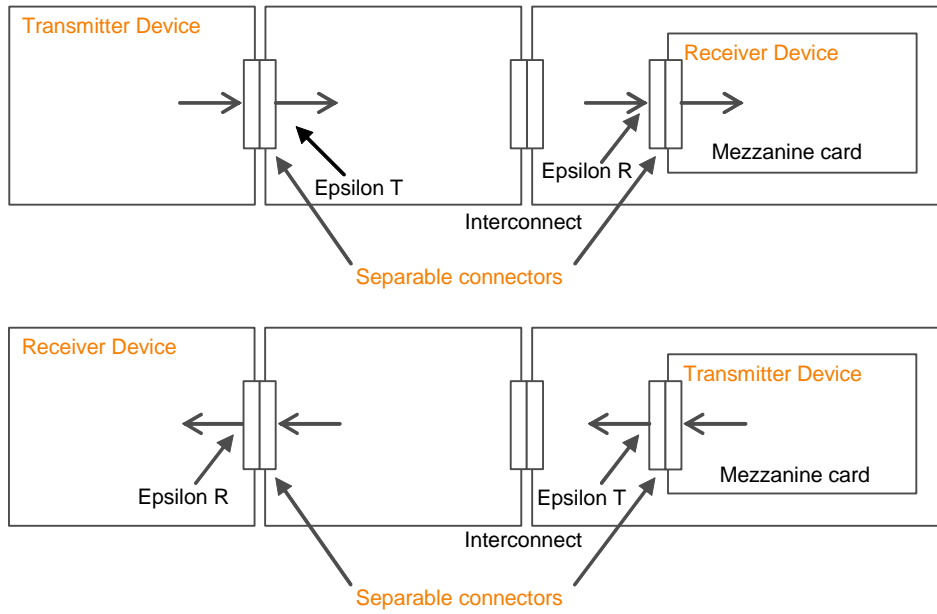 Transmitter Device
Receiver Device
Mezzanine card
Epsilon T
Epsilon R
Interconnect
Separable connectors
Receiver Device
Transmitter Device
Mezzanine card
Epsilon R
Epsilon T
Interconnect
Separable connectors